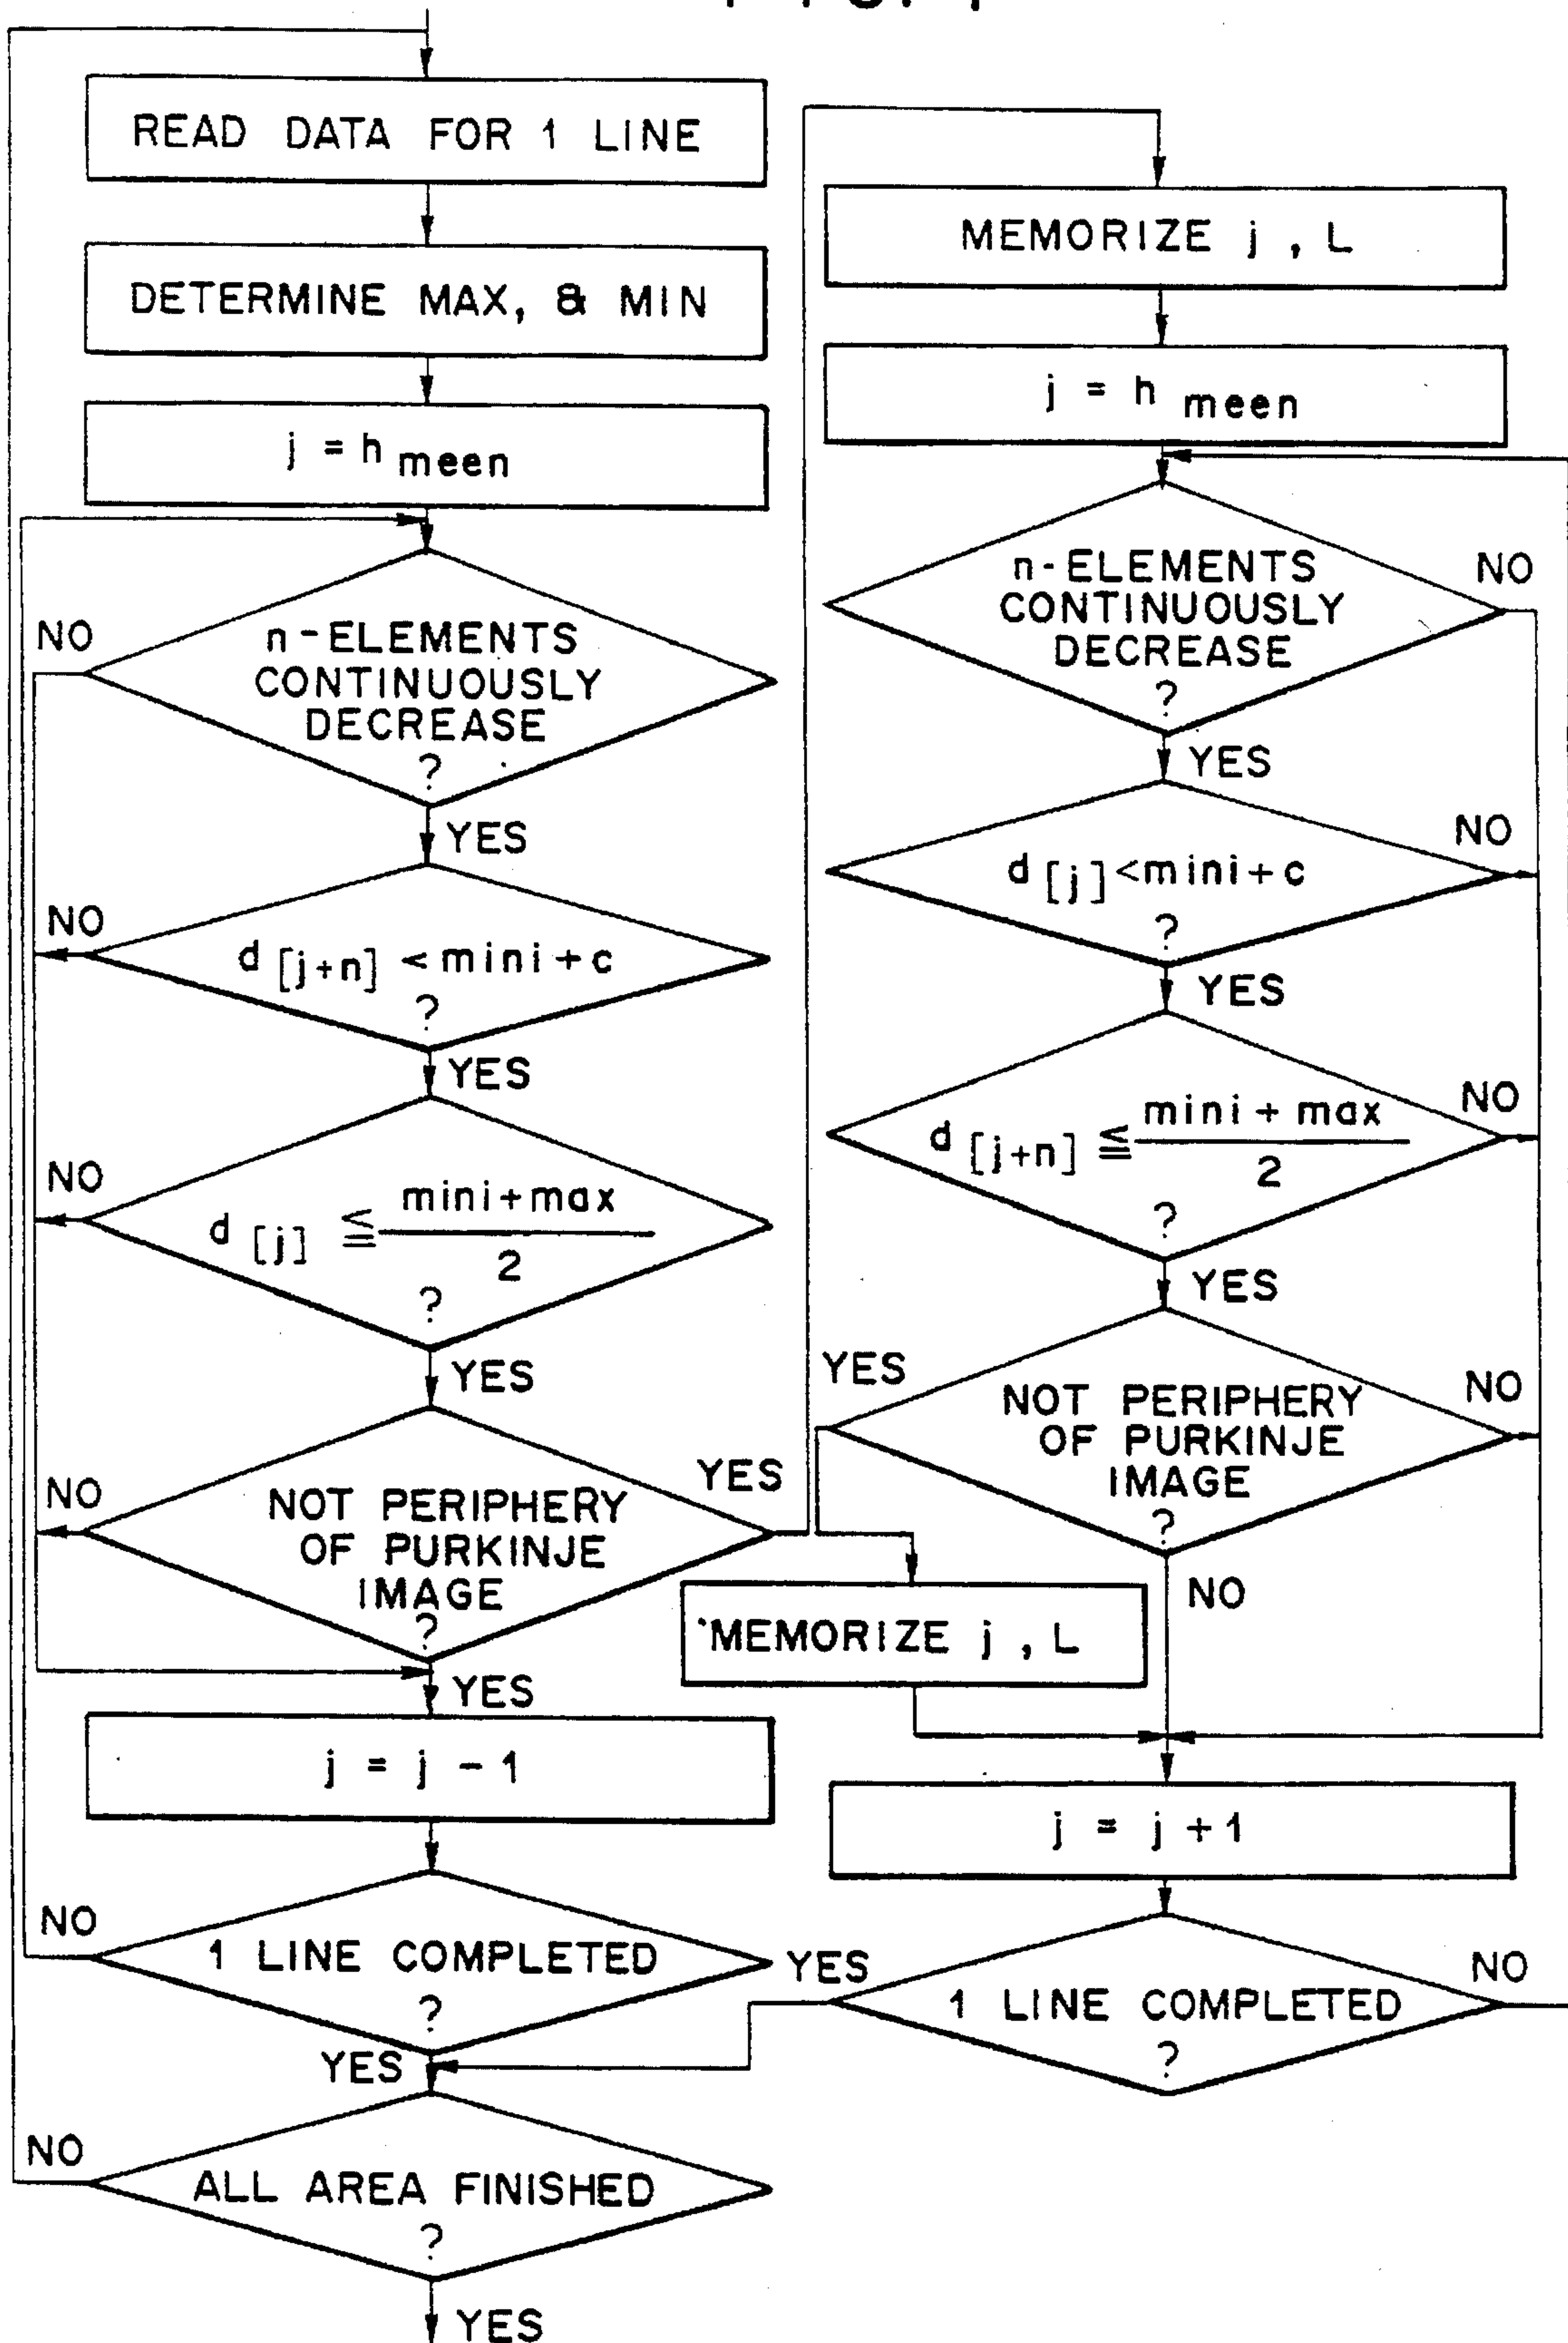 READ DATA FOR 1 LINE
DETERMINE MAX, & MIN
j = h meen
n-ELEMENTS
CONTINUOUSLY
DECREASE
?
NO
YES
d [j+n] < mini + c
?
NO
YES
d [j] ≦ mini+max
2
?
NO
YES
NOT PERIPHERY
OF PURKINJE
IMAGE
?
NO
YES
YES
j = j - 1
1 LINE COMPLETED
?
NO
YES
ALL AREA FINISHED
?
NO
YES
MEMORIZE j , L
j = h meen
n-ELEMENTS
CONTINUOUSLY
DECREASE
?
NO
YES
d [j] < mini + c
?
NO
YES
d [j+n] ≦ mini + max
2
?
NO
YES
NOT PERIPHERY
OF PURKINJE
IMAGE
?
YES
NO
NO
MEMORIZE j , L
j = j + 1
1 LINE COMPLETED
?
YES
NO